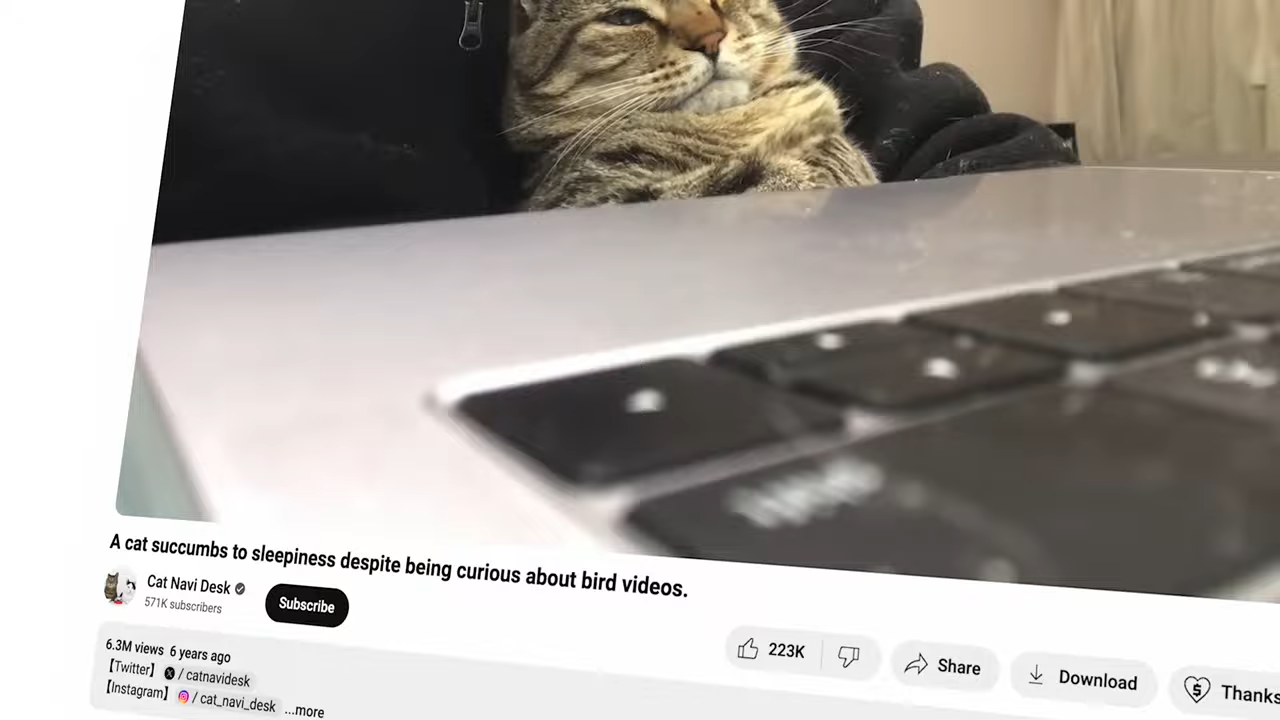 A cat succumbs to sleepiness despite being curious about bird videos.
Cat Navi Desk
571K subscribers
Subscribe
223K
Share
Download
Thanks
6.3M views 6 years ago
【Twitter】 / catnavidesk
【Instagram】 / cat_navi_desk ...more